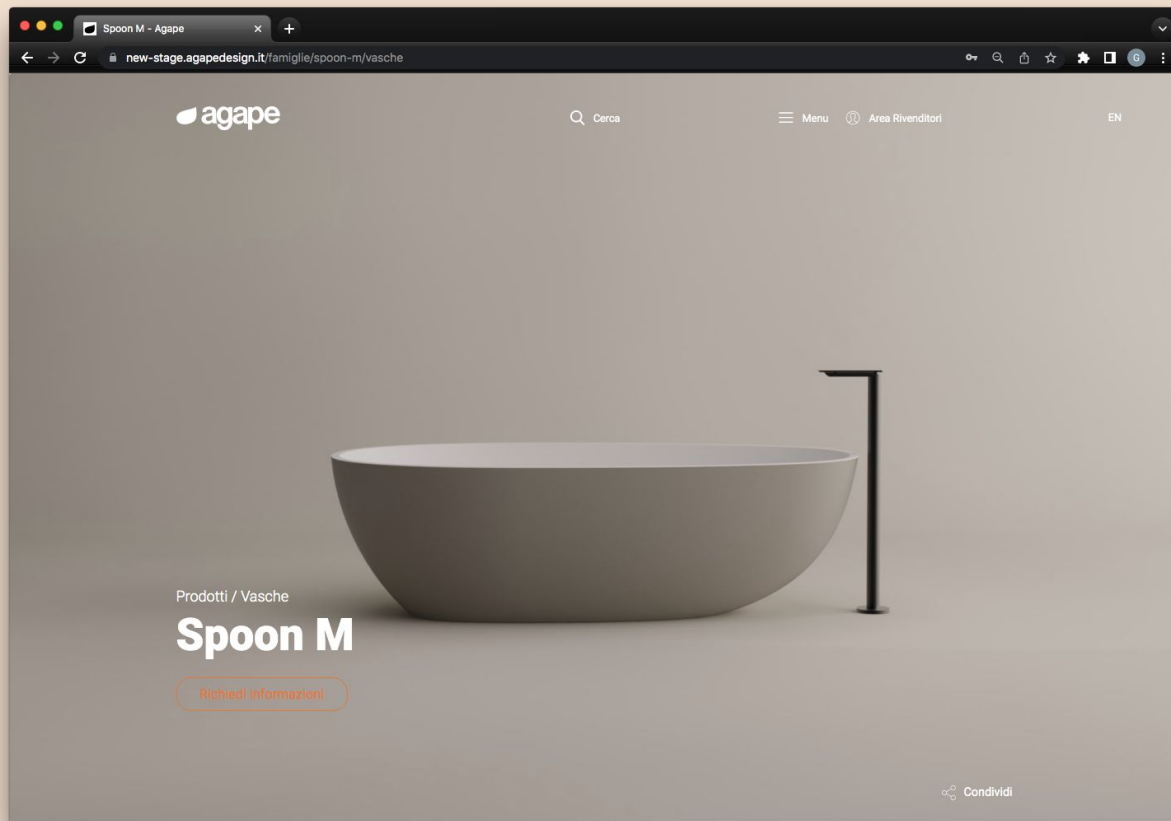 Spoon M - Agape
new-stage.agapedesign.it/famiglie/spoon-m/vasche
G
agape
Cerca
Menu
Area Rivenditori
EN
Prodotti / Vasche
Spoon M
Richiedi informazioni
Condividi